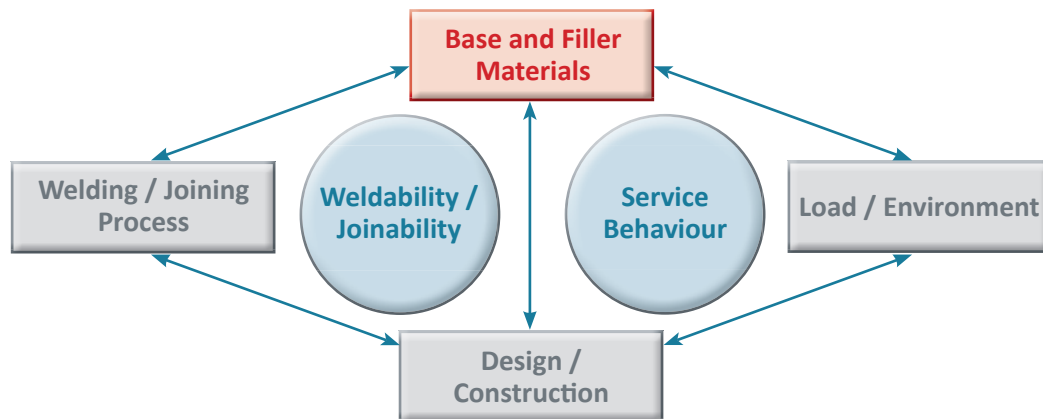 Base and Filler
Materials
Welding / Joining
Process
Weldability /
Joinability
Service
Behaviour
Load / Environment
Design /
Construction